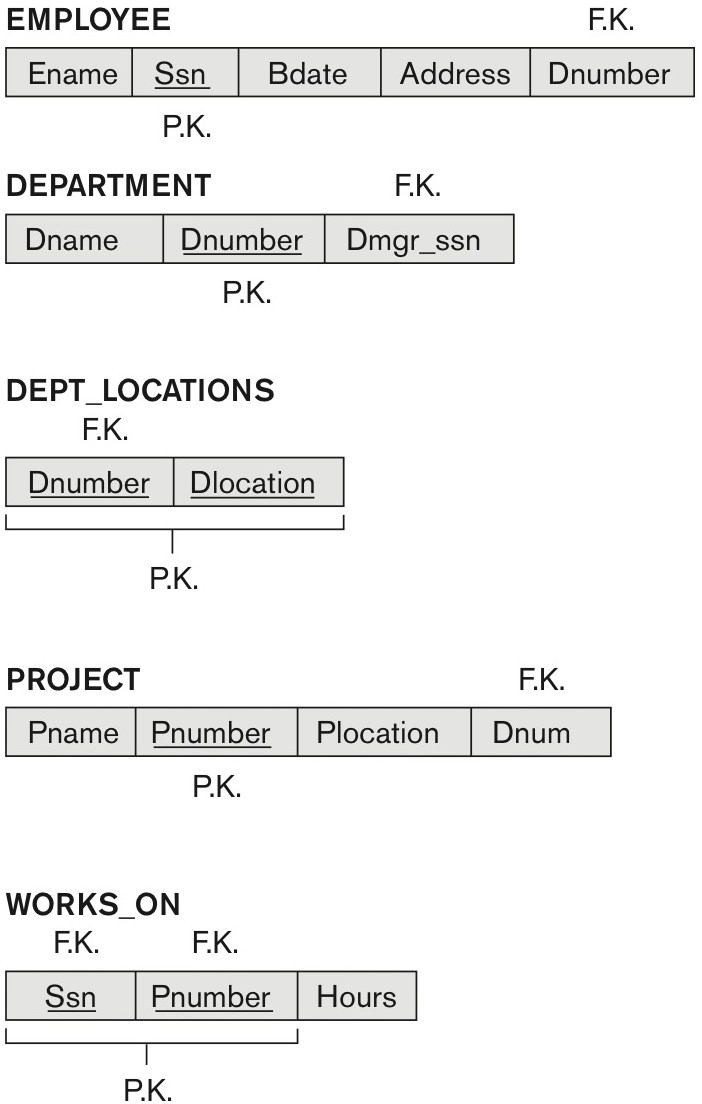 EMPLOYEE F.K.
Ename Ssn Bdate Address Dnumber
P.K.
DEPARTMENT F.K.
Dname Dnumber Dmgr_ssn
P.K.
DEPT_LOCATIONS
F.K.
Dnumber Dlocation
P.K.
PROJECT F.K.
Pname Pnumber Plocation Dnum
P.K.
WORKS_ON
F.K. F.K.
Ssn Pnumber Hours
P.K.